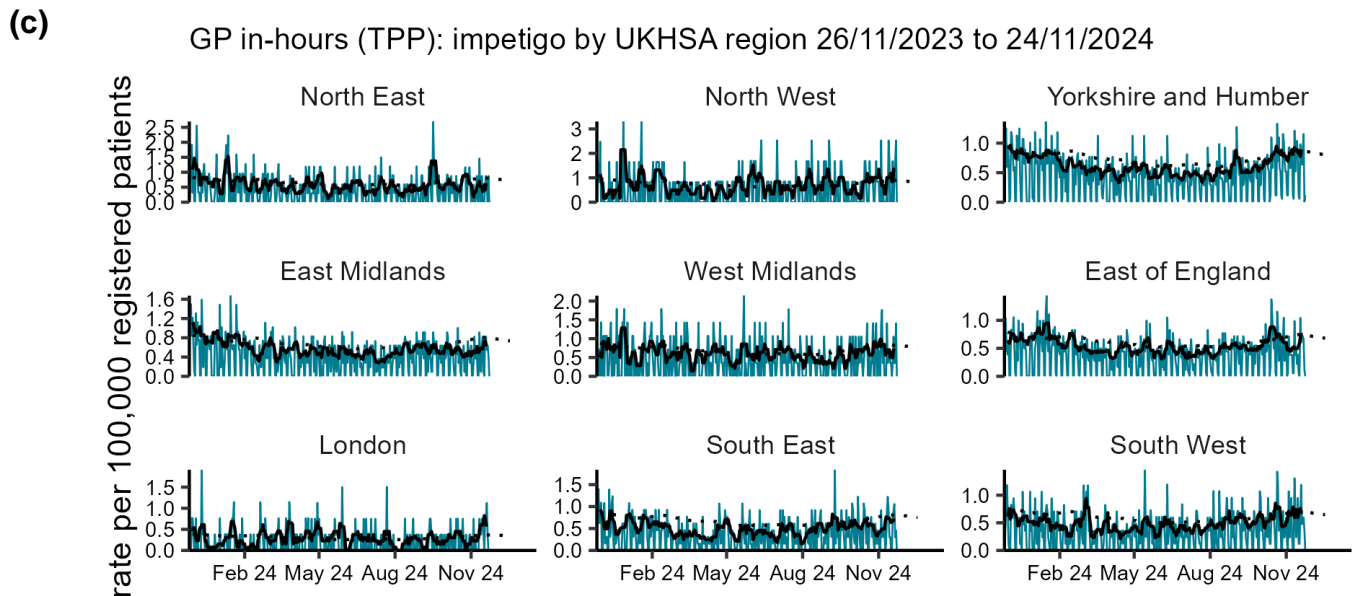 (c)
GP in-hours (TPP): impetigo by UKHSA region 26/11/2023 to 24/11/2024
rate per 100,000 registered patients
North East
2.5
2.0
1.5
1.0
0.5
0.0
North West
3
2
1
0
Yorkshire and Humber
1.0
0.5
0.0
East Midlands
1.6
1.2
0.8
0.4
0.0
West Midlands
2.0
1.5
1.0
0.5
0.0
East of England
1.0
0.5
0.0
London
1.5
1.0
0.5
0.0
Feb 24 May 24 Aug 24 Nov 24
South East
1.5
1.0
0.5
0.0
Feb 24 May 24 Aug 24 Nov 24
South West
1.0
0.5
0.0
Feb 24 May 24 Aug 24 Nov 24